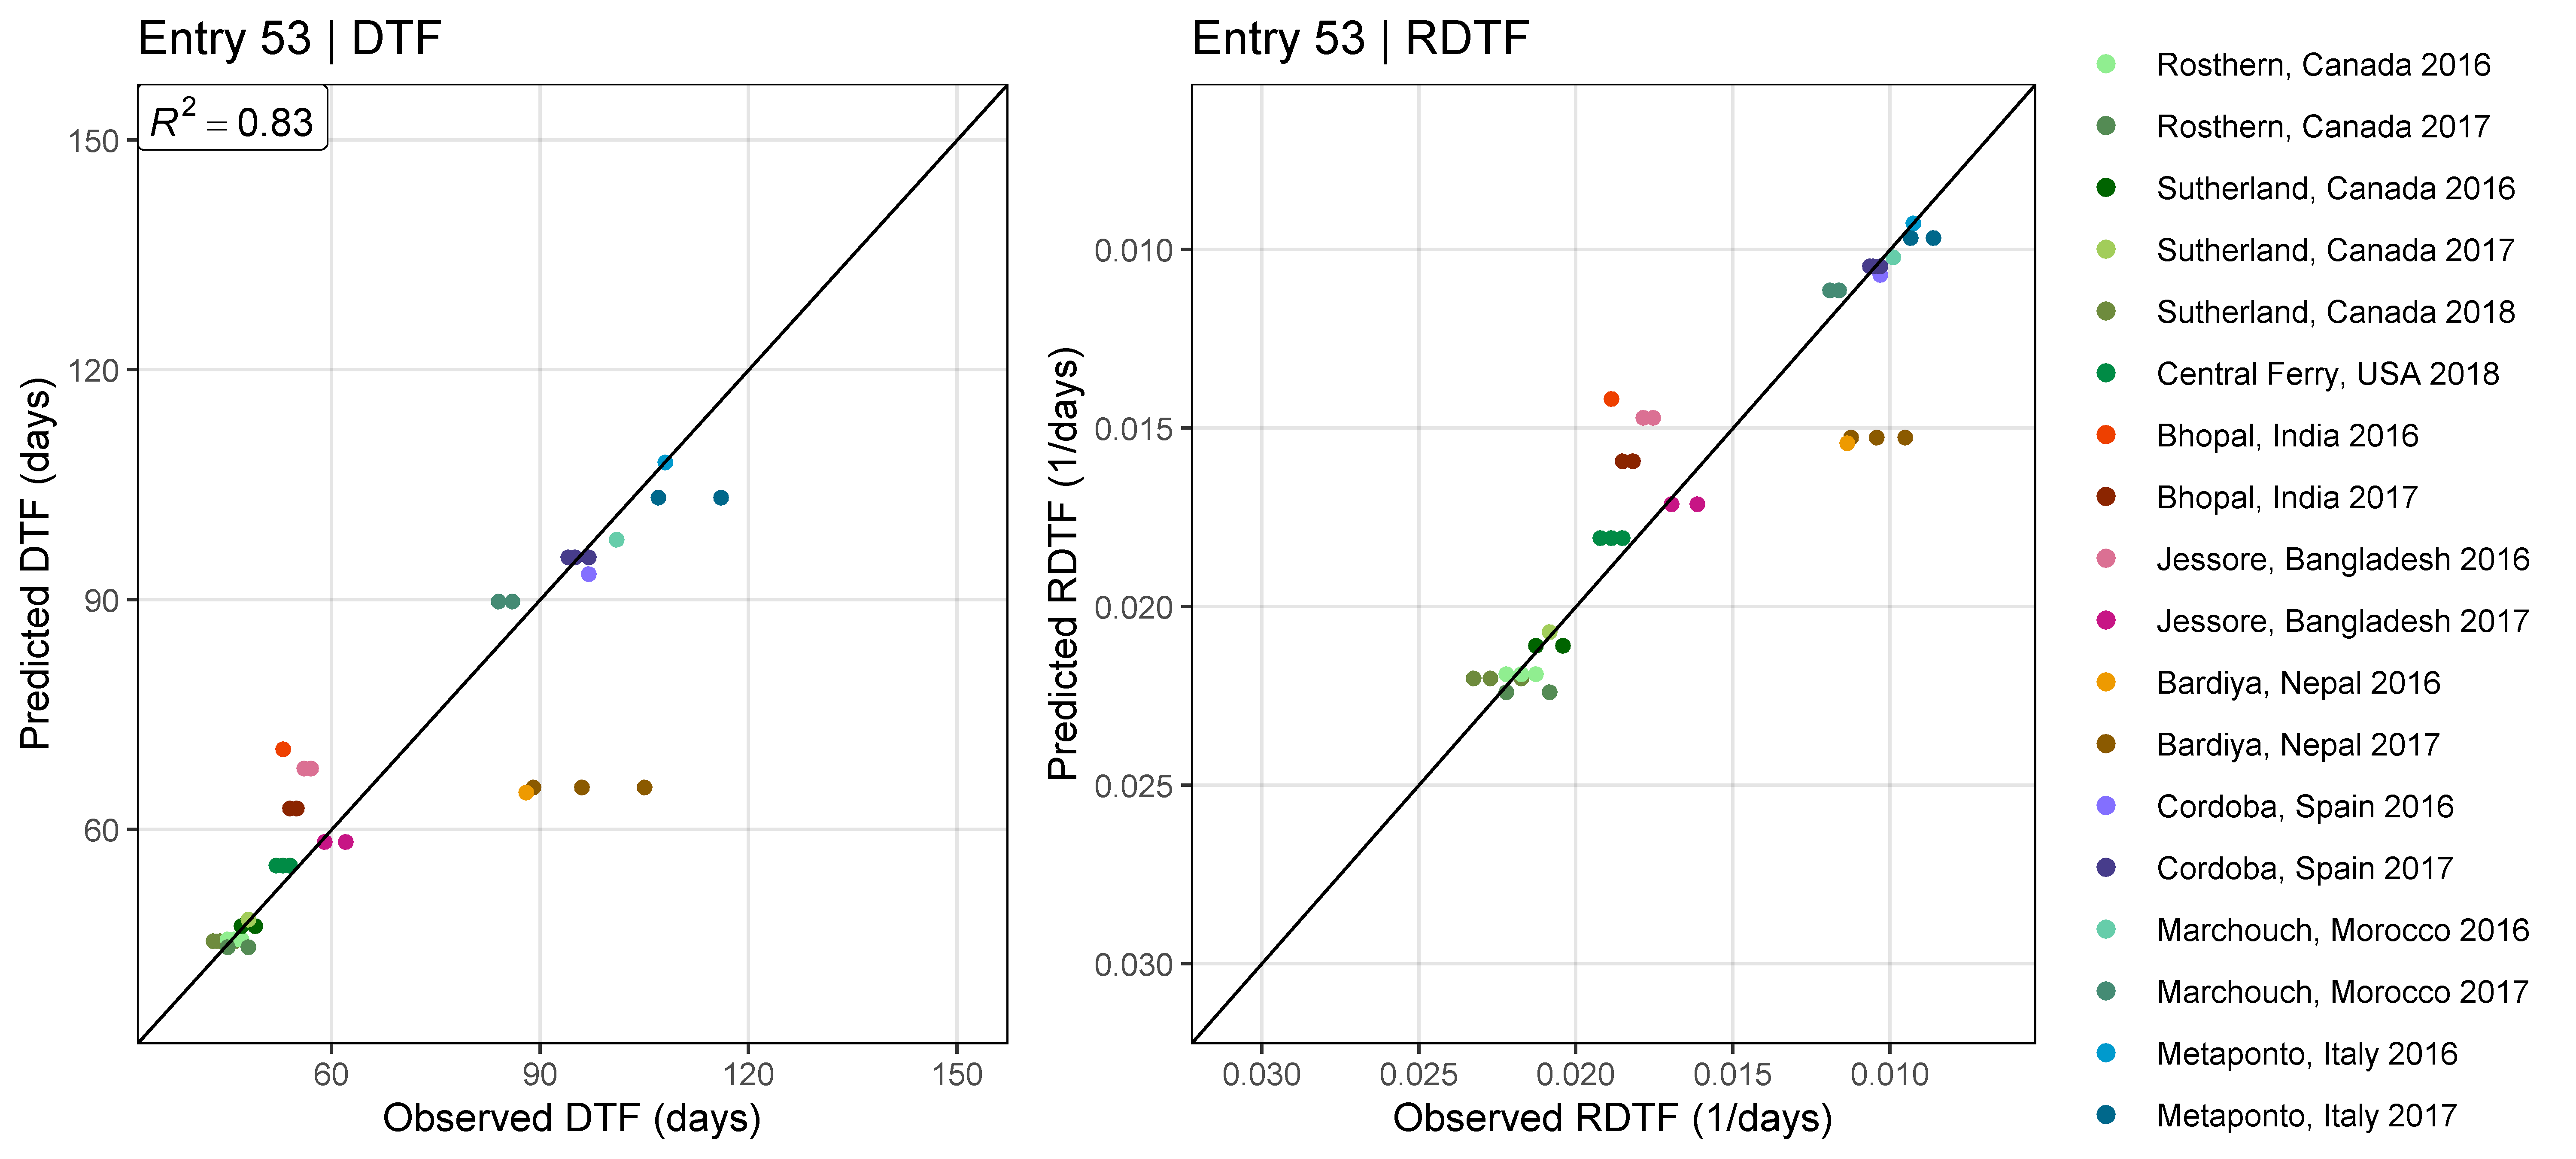 Entry 53 | DTF
R² = 0.83
150
120
90
60
Predicted DTF (days)
60 90 120 150
Observed DTF (days)
Entry 53 | RDTF
0.010
0.015
0.020
0.025
0.030
Predicted RDTF (1/days)
0.030 0.025 0.020 0.015 0.010
Observed RDTF (1/days)
Rosthern, Canada 2016
Rosthern, Canada 2017
Sutherland, Canada 2016
Sutherland, Canada 2017
Sutherland, Canada 2018
Central Ferry, USA 2018
Bhopal, India 2016
Bhopal, India 2017
Jessore, Bangladesh 2016
Jessore, Bangladesh 2017
Bardiya, Nepal 2016
Bardiya, Nepal 2017
Cordoba, Spain 2016
Cordoba, Spain 2017
Marchouch, Morocco 2016
Marchouch, Morocco 2017
Metaponto, Italy 2016
Metaponto, Italy 2017